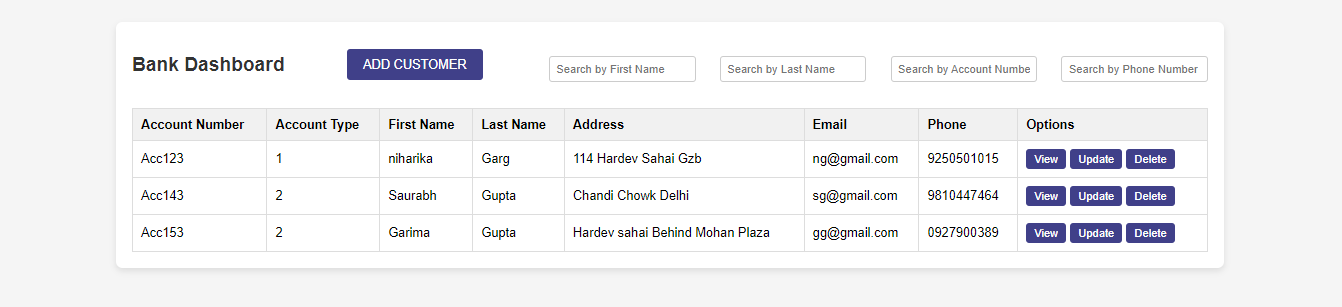 Bank Dashboard ADD CUSTOMER Search by First Name Search by Last Name Search by Account Numbe Search by Phone Number
Account Number Account Type First Name Last Name Address Email Phone Options
Acc123 1 niharika Garg 114 Hardev Sahai Gzb ng@gmail.com 9250501015 View Update Delete
Acc143 2 Saurabh Gupta Chandi Chowk Delhi sg@gmail.com 9810447464 View Update Delete
Acc153 2 Garima Gupta Hardev sahai Behind Mohan Plaza gg@gmail.com 0927900389 View Update Delete